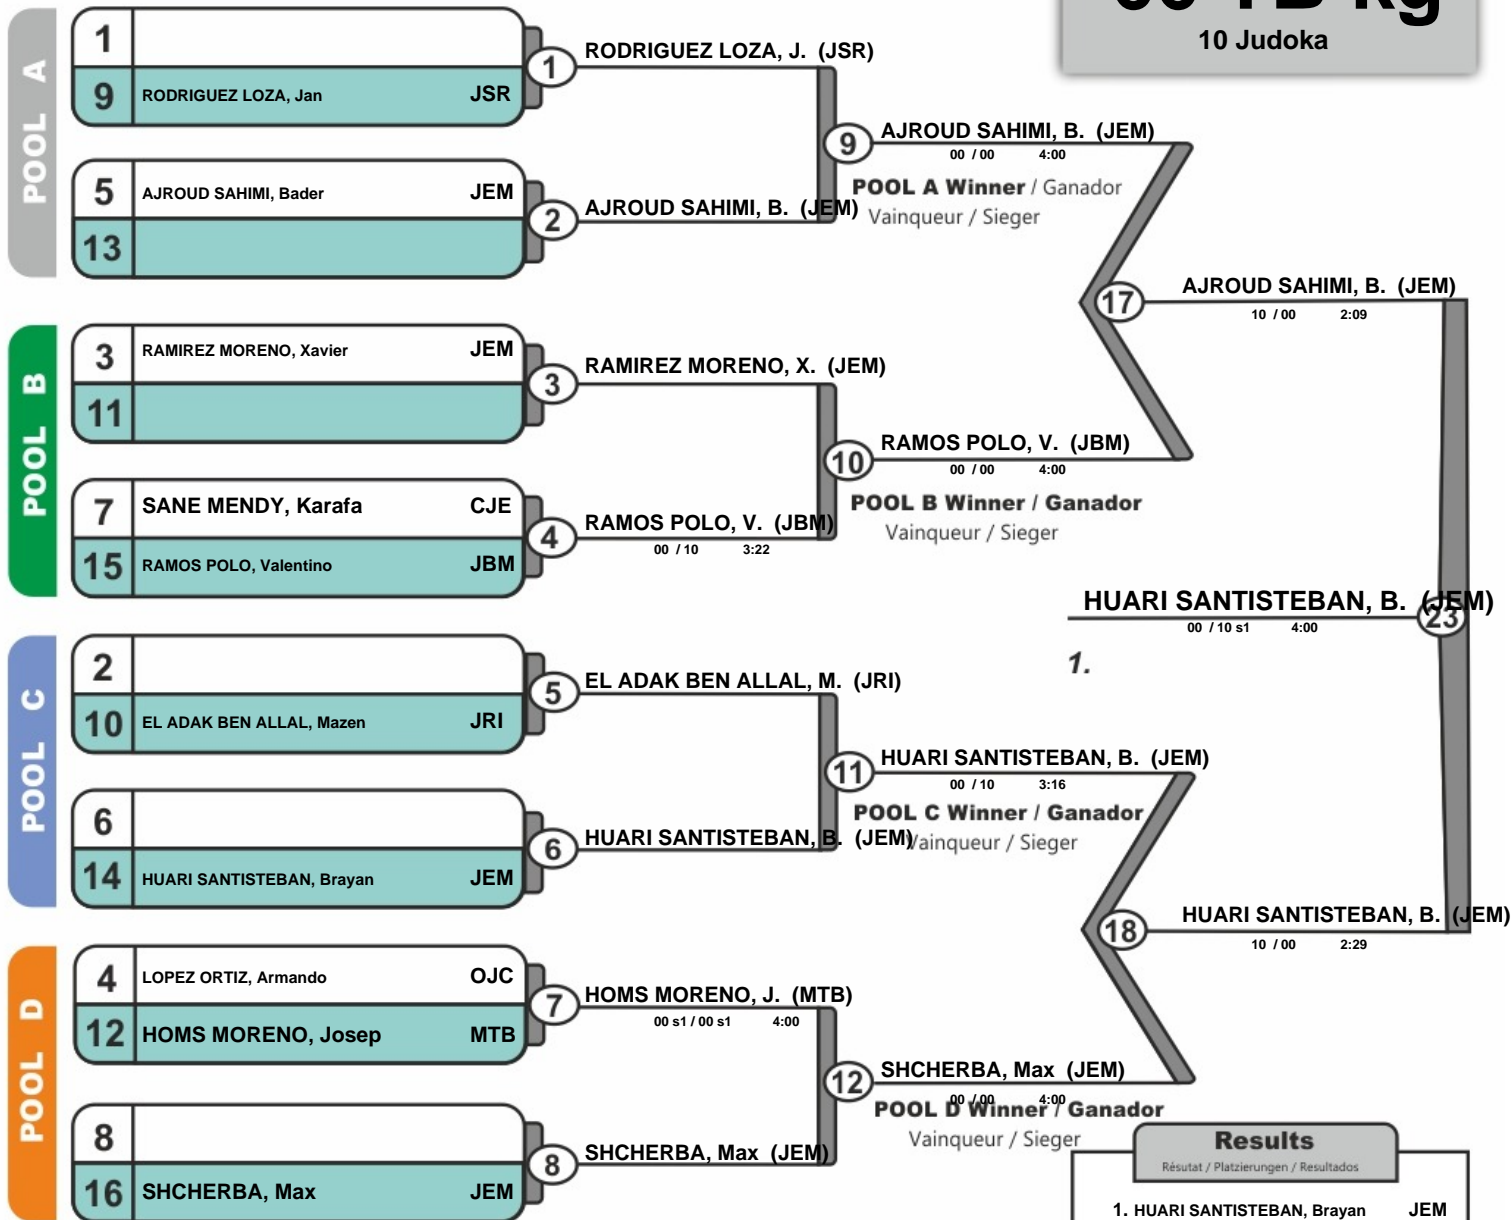 10 Judoka
POOL A
1
9 RODRIGUEZ LOZA, Jan JSR
5 AJROUD SAHIMI, Bader JEM
13
1 RODRIGUEZ LOZA, J. (JSR)
2 AJROUD SAHIMI, B. (JEM)
9 AJROUD SAHIMI, B. (JEM)
00 / 00 4:00
POOL A Winner / Ganador
Vainqueur / Sieger
POOL B
3 RAMIREZ MORENO, Xavier JEM
11
7 SANE MENDY, Karafa CJE
15 RAMOS POLO, Valentino JBM
3 RAMIREZ MORENO, X. (JEM)
4 RAMOS POLO, V. (JBM)
00 / 10 3:22
10 RAMOS POLO, V. (JBM)
00 / 00 4:00
POOL B Winner / Ganador
Vainqueur / Sieger
17 AJROUD SAHIMI, B. (JEM)
10 / 00 2:09
HUARI SANTISTEBAN, B. (JEM)
23
00 / 10 s1 4:00
1.
POOL C
2
10 EL ADAK BEN ALLAL, Mazen JRI
6
14 HUARI SANTISTEBAN, Brayan JEM
5 EL ADAK BEN ALLAL, M. (JRI)
6 HUARI SANTISTEBAN, B. (JEM)
11 HUARI SANTISTEBAN, B. (JEM)
00 / 10 3:16
POOL C Winner / Ganador
Vainqueur / Sieger
18 HUARI SANTISTEBAN, B. (JEM)
10 / 00 2:29
POOL D
4 LOPEZ ORTIZ, Armando OJC
12 HOMS MORENO, Josep MTB
8
16 SHCHERBA, Max JEM
7 HOMS MORENO, J. (MTB)
00 s1 / 00 s1 4:00
8 SHCHERBA, Max (JEM)
12 SHCHERBA, Max (JEM)
00 / 00 4:00
POOL D Winner / Ganador
Vainqueur / Sieger
Results
Résutat / Platzierungen / Resultados
1. HUARI SANTISTEBAN, Brayan JEM